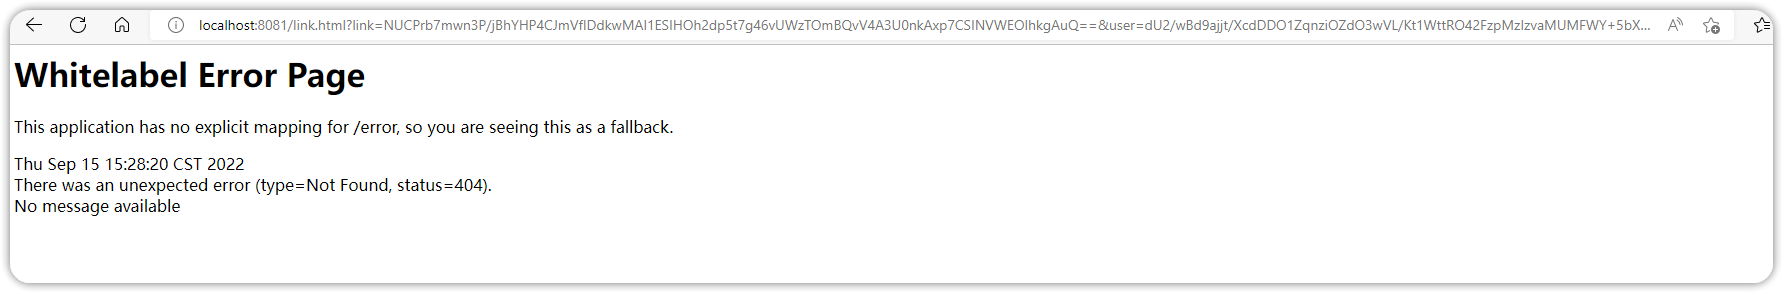 localhost:8081/link.html?link=NUCPrb7mwn3P/jBhYHP4CJmVflDdkwMAI1ESIHOh2dp5t7g46vUWzTOmBQvV4A3U0nkAxp7CSINVWEOlhkgAuQ==&user=dU2/wBd9ajjt/XcdDDO1ZqnziOZdO3wVL/Kt1WttRO42FzpMzIzvaMUMFWY+5bX...
Whitelabel Error Page
This application has no explicit mapping for /error, so you are seeing this as a fallback.
Thu Sep 15 15:28:20 CST 2022
There was an unexpected error (type=Not Found, status=404).
No message available